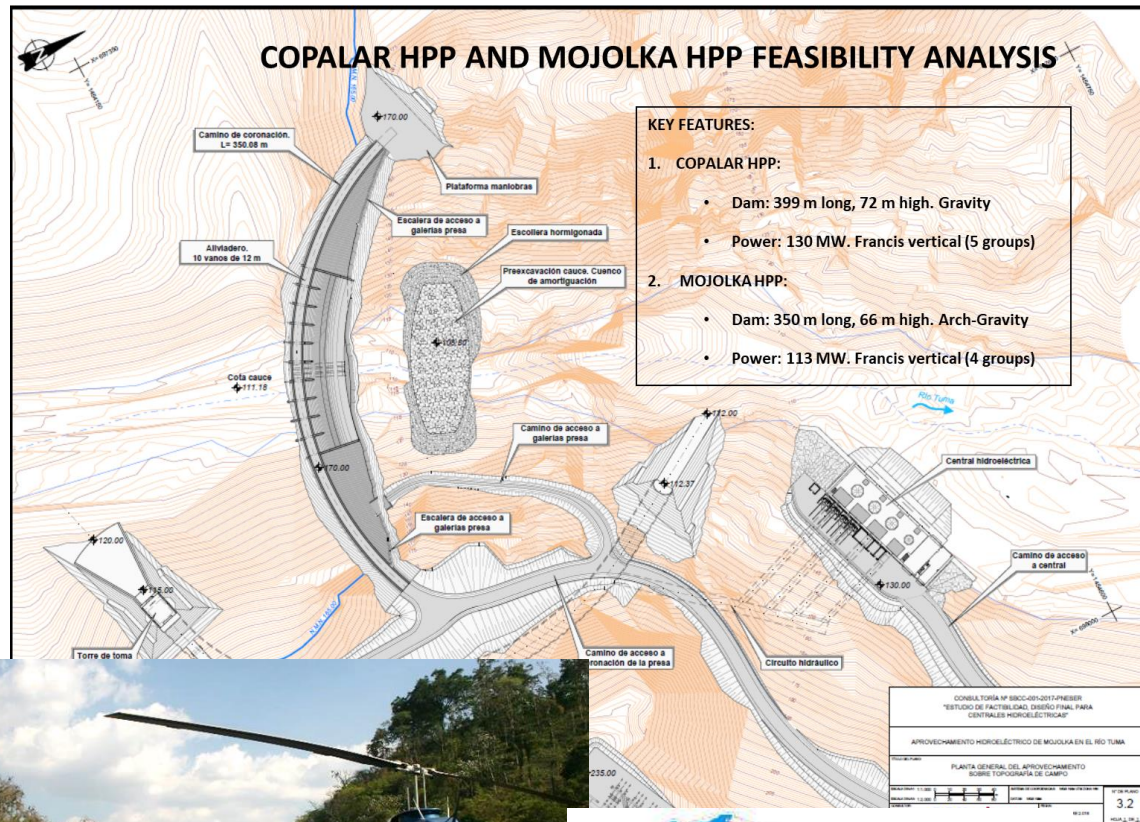 COPALAR HPP AND MOJOLKA HPP FEASIBILITY ANALYSIS
KEY FEATURES:
1. COPALAR HPP:
• Dam: 399 m long, 72 m high. Gravity
• Power: 130 MW. Francis vertical (5 groups)
2. MOJOLKA HPP:
• Dam: 350 m long, 66 m high. Arch-Gravity
• Power: 113 MW. Francis vertical (4 groups)
170.00
Camino de coronación.
L= 350.08 m
Plataforma maniobras
Escalera de acceso a
galerías presa
Escollera hormigonada
Aliviadero.
10 vanos de 12 m
Preexcavación cauce. Cuenco
de amortiguación
Cota cauce
111.18
Río Tuma
Camino de acceso a
galerías presa
112.00
Central hidroeléctrica
170.00
112.37
Escalera de acceso a
galerías presa
120.00
115.00
Camino de acceso
a central
130.00
Torre de toma
Camino de acceso a
oronación de la presa
Circuito hidráulico
235.00
CONSULTORÍA Nº SBCC-001-2017-PNESER
"ESTUDIO DE FACTIBILIDAD, DISEÑO FINAL PARA
CENTRALES HIDROELÉCTRICAS"
APROVECHAMIENTO HIDROELÉCTRICO DE MOJOLKA EN EL RÍO TUMA
PLANTA GENERAL DEL APROVECHAMIENTO
SOBRE TOPOGRAFÍA DE CAMPO
Nº DE PLANO
3.2